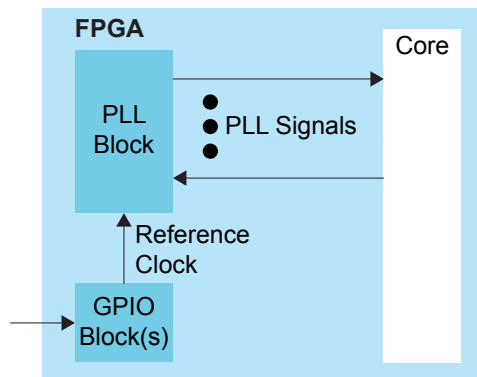 FPGA
Core
PLL
Block
PLL Signals
Reference
Clock
GPIO
Block(s)